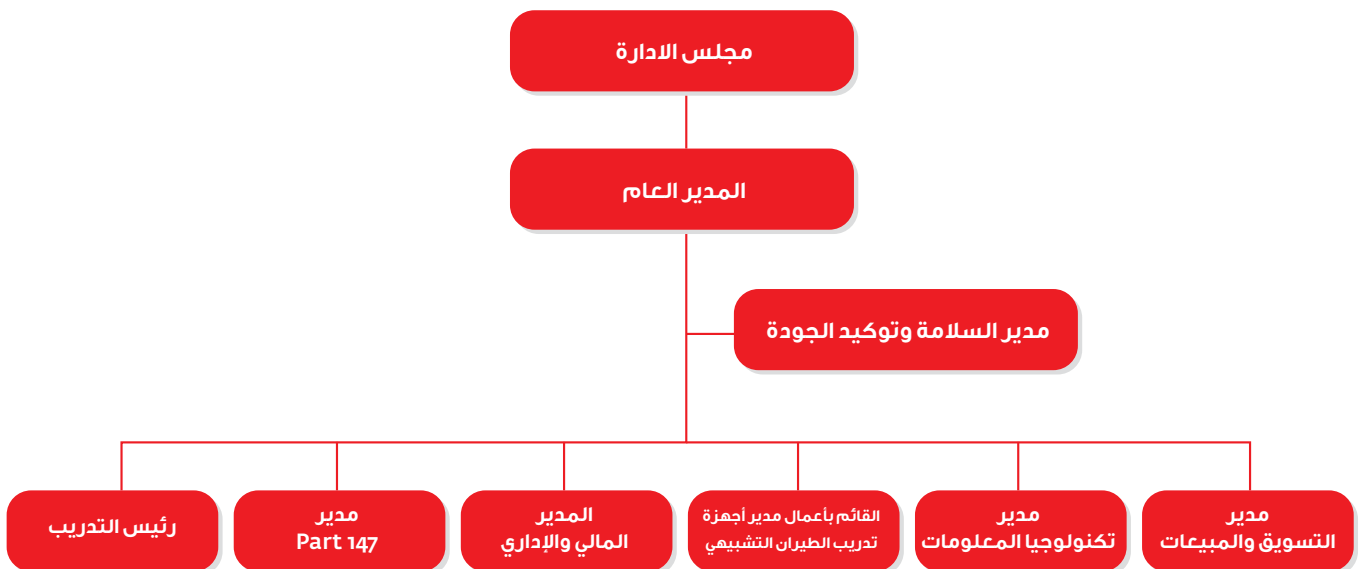 مجلس الادارة
المدير العام
مدير السلامة وتوكيد الجودة
مدير
التسويق والمبيعات
مدير
تكنولوجيا المعلومات
القائم بأعمال مدير أجهزة
تدريب الطيران التشبيهي
المدير
المالي والإداري
مدير
Part 147
رئيس التدريب